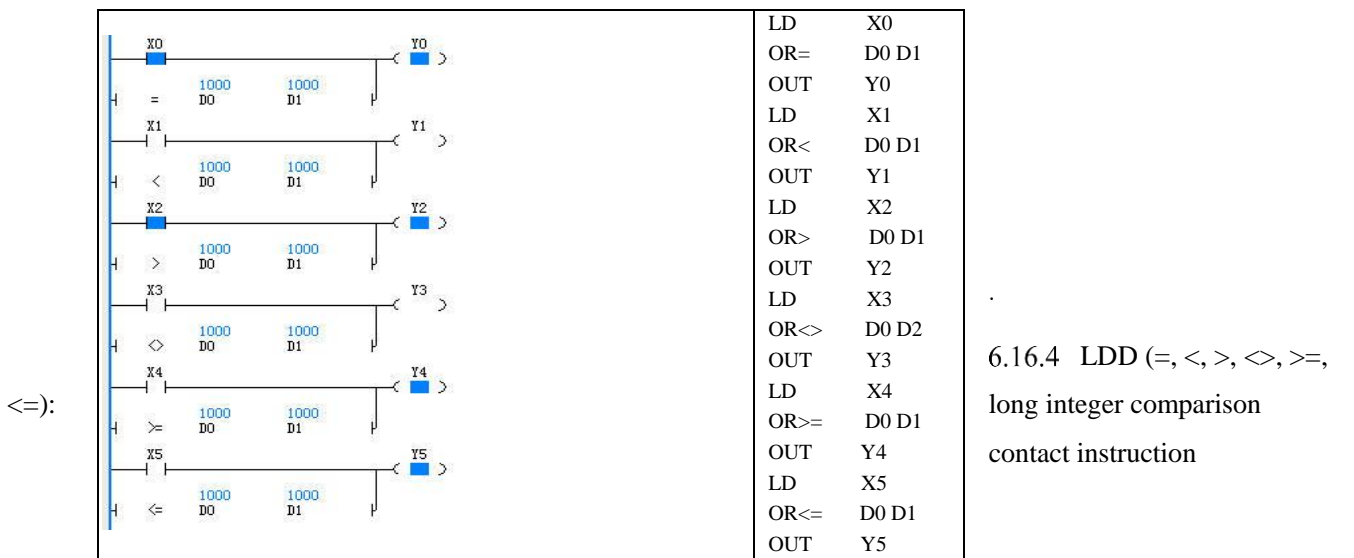 X0 Y0
1000 1000
= D0 D1
X1 Y1
1000 1000
< D0 D1
X2 Y2
1000 1000
> D0 D1
X3 Y3
1000 1000
<> D0 D1
X4 Y4
1000 1000
>= D0 D1
X5 Y5
1000 1000
<= D0 D1
LD X0
OR= D0 D1
OUT Y0
LD X1
OR< D0 D1
OUT Y1
LD X2
OR> D0 D1
OUT Y2
LD X3
OR<> D0 D2
OUT Y3
LD X4
OR>= D0 D1
OUT Y4
LD X5
OR<= D0 D1
OUT Y5
.
6.16.4 LDD (=, <, >, <>, >=,
<=):
long integer comparison
contact instruction